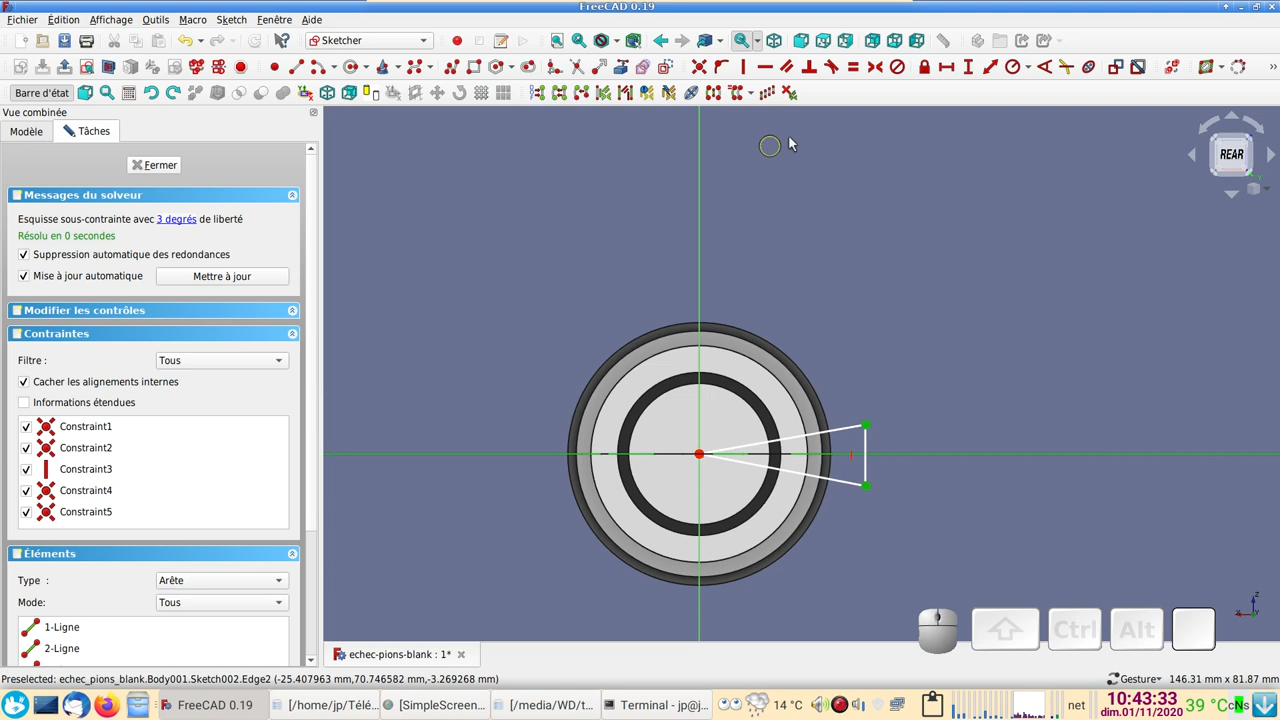 FreeCAD 0.19
Fichier Édition Affichage Outils Macro Sketch Fenêtre Aide
Sketcher
Barre d'état
Vue combinée
Modèle Tâches
Fermer
Messages du solveur
Esquisse sous-contrainte avec 3 degrés de liberté
Résolu en 0 secondes
Suppression automatique des redondances
Mise à jour automatique Mettre à jour
Modifier les contrôles
Contraintes
Filtre : Tous
Cacher les alignements internes
Informations étendues
Constraint1
Constraint2
Constraint3
Constraint4
Constraint5
Éléments
Type : Arête
Mode: Tous
1-Ligne
2-Ligne
REAR
Ctrl Alt
echec-pions-blank : 1*
Preselected: echec_pions_blank.Body001.Sketch002.Edge2 (-25.407963 mm,70.746582 mm,-3.269268 mm)
Gesture 146.31 mm x 81.87 mm
FreeCAD 0.19 [/home/jp/Télé... [SImpleScreen... [/media/WD/t... Terminal - jp@j...
14 °C
net
10:43:33
dim.01/11/2020
39 °C